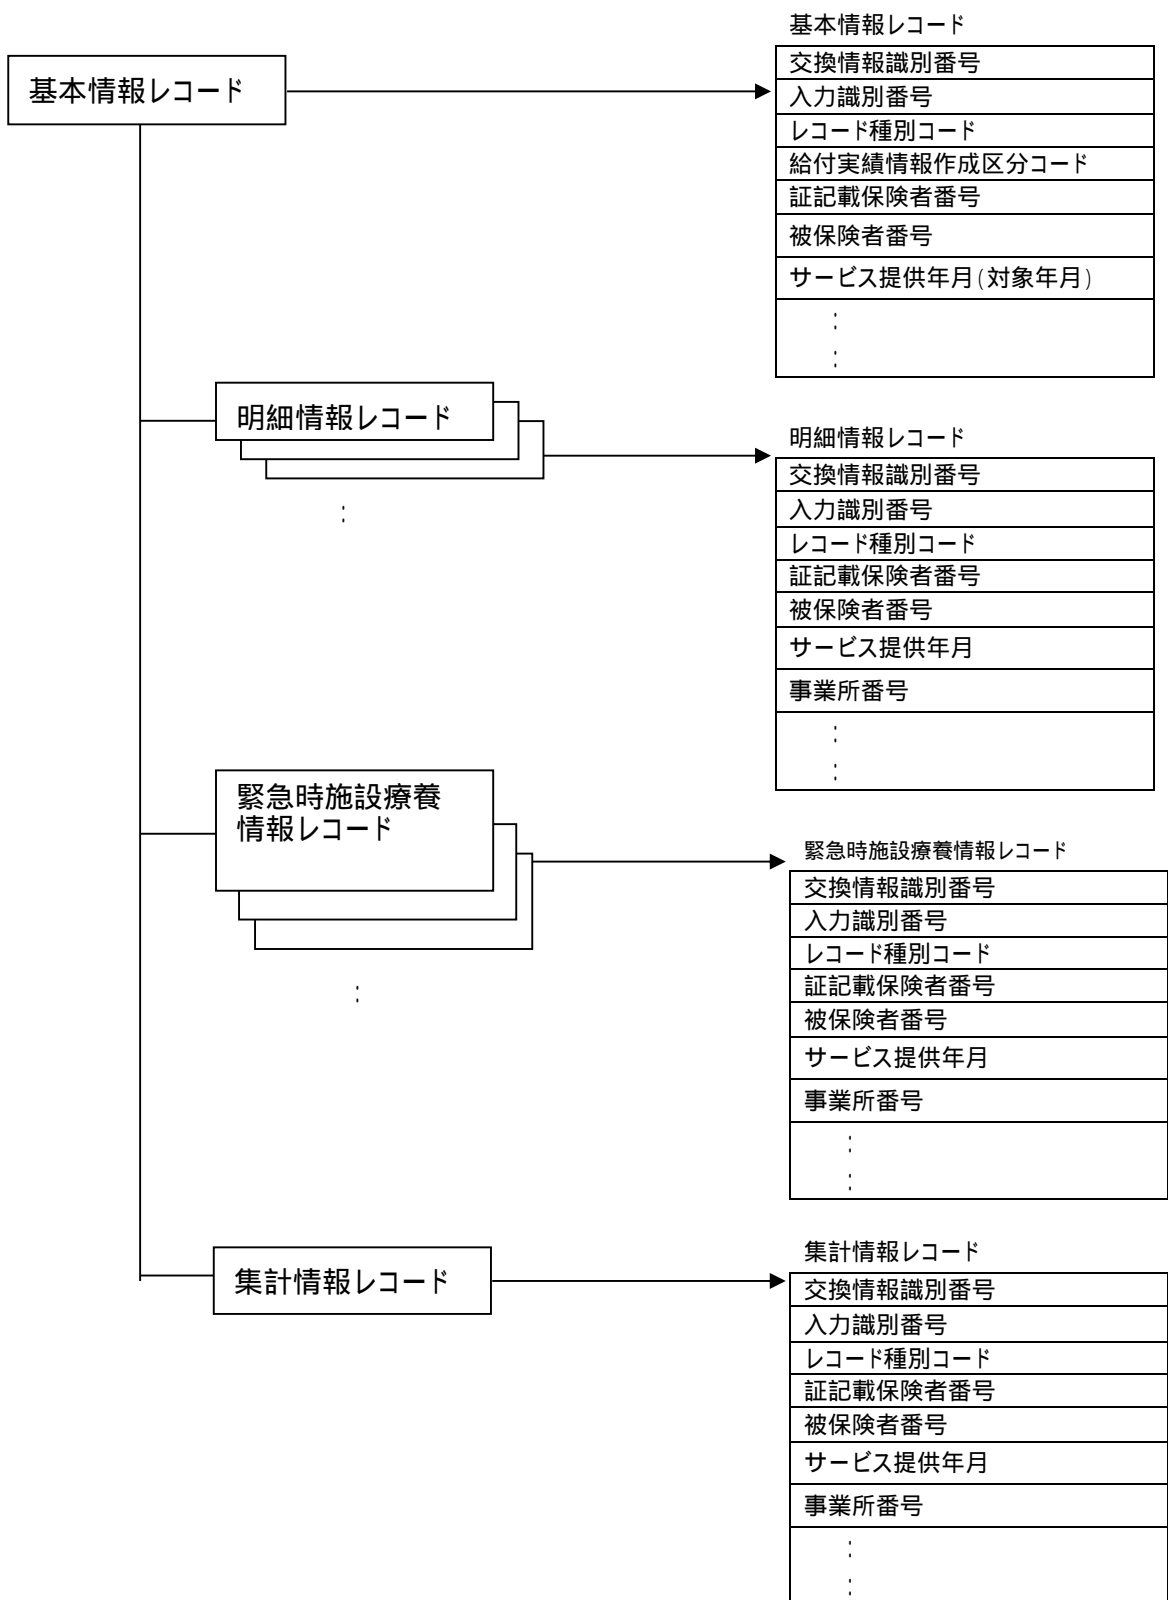 基本情報レコード
基本情報レコード
交換情報識別番号
入力識別番号
レコード種別コード
給付実績情報作成区分コード
証記載保険者番号
被保険者番号
サービス提供年月(対象年月)
:
:
明細情報レコード
:
明細情報レコード
交換情報識別番号
入力識別番号
レコード種別コード
証記載保険者番号
被保険者番号
サービス提供年月
事業所番号
:
:
緊急時施設療養
情報レコード
:
緊急時施設療養情報レコード
交換情報識別番号
入力識別番号
レコード種別コード
証記載保険者番号
被保険者番号
サービス提供年月
事業所番号
:
:
集計情報レコード
集計情報レコード
交換情報識別番号
入力識別番号
レコード種別コード
証記載保険者番号
被保険者番号
サービス提供年月
事業所番号
:
: